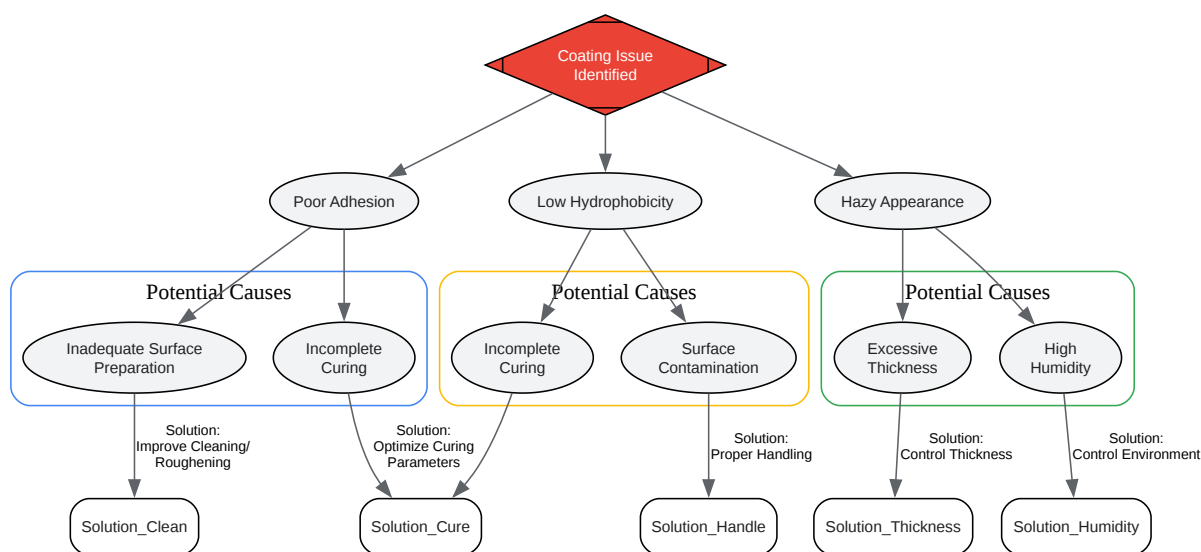 Coating Issue
Identified
Poor Adhesion
Low Hydrophobicity
Hazy Appearance
Potential Causes
Potential Causes
Potential Causes
Inadequate Surface
Preparation
Incomplete
Curing
Incomplete
Curing
Surface
Contamination
Excessive
Thickness
High
Humidity
Solution:
Improve Cleaning/
Roughening
Solution:
Optimize Curing
Parameters
Solution:
Proper Handling
Solution:
Control Thickness
Solution:
Control Environment
Solution_Clean
Solution_Cure
Solution_Handle
Solution_Thickness
Solution_Humidity